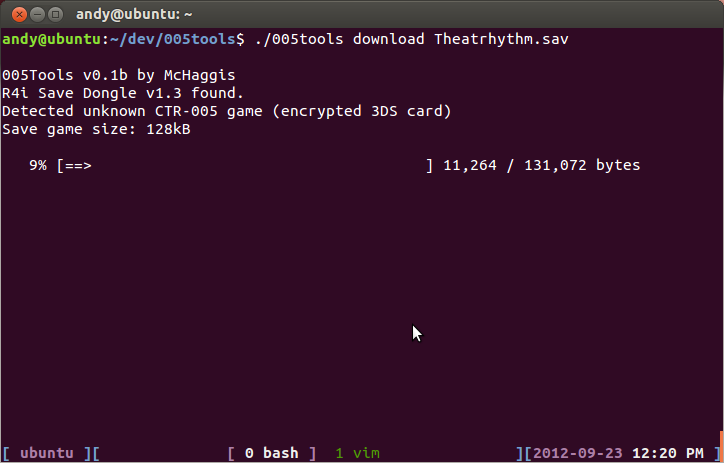 andy@ubuntu: ~
andy@ubuntu:~/dev/005tools$ ./005tools download Theatrhythm.sav
005Tools v0.1b by McHaggis
R4i Save Dongle v1.3 found.
Detected unknown CTR-005 game (encrypted 3DS card)
Save game size: 128kB
9% [==> ] 11,264 / 131,072 bytes
[ ubuntu ][ [ 0 bash ] 1 vim ][2012-09-23 12:20 PM ]